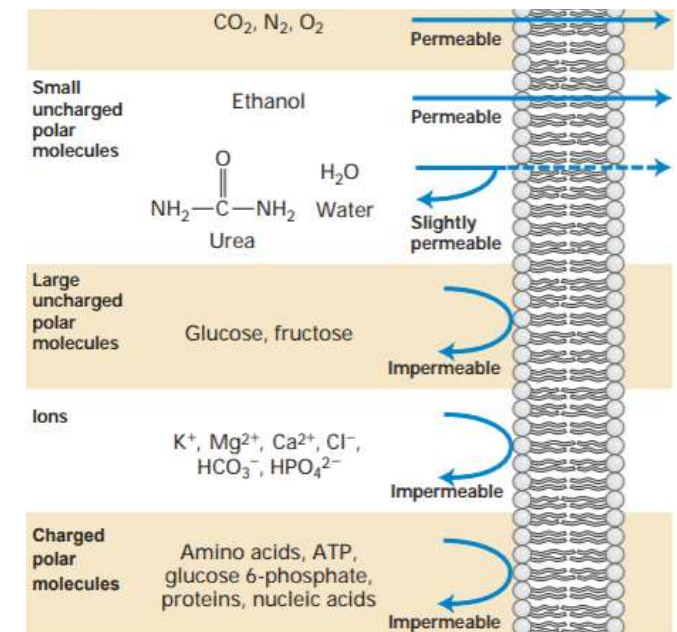 CO₂, N₂, O₂
Permeable
Small
uncharged
polar
molecules
Ethanol
Permeable
O
NH₂—C—NH₂
Urea
H₂O
Water
Slightly
permeable
Large
uncharged
polar
molecules
Glucose, fructose
Impermeable
Ions
K⁺, Mg²⁺, Ca²⁺, Cl⁻,
HCO₃⁻, HPO₄²⁻
Impermeable
Charged
polar
molecules
Amino acids, ATP,
glucose 6-phosphate,
proteins, nucleic acids
Impermeable